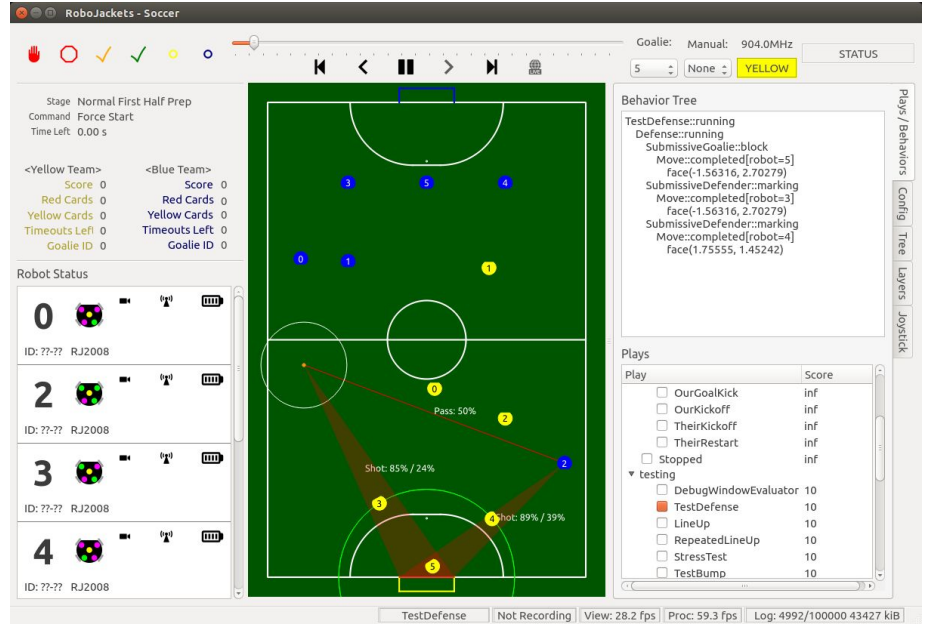 RoboJackets - Soccer
Goalie: Manual: 904.0MHz
5 None YELLOW STATUS
Stage Normal First Half Prep
Command Force Start
Time Left 0.00 s
<Yellow Team> <Blue Team>
Score 0 Score 0
Red Cards 0 Red Cards 0
Yellow Cards 0 Yellow Cards 0
Timeouts Left 0 Timeouts Left 0
Goalie ID 0 Goalie ID 0
Robot Status
0
ID: ??-?? RJ2008
2
ID: ??-?? RJ2008
3
ID: ??-?? RJ2008
4
ID: ??-?? RJ2008
3 5 4
0 1
1
0
Pass: 50%
2
2
Shot: 85% / 24%
3
4 Shot: 89% / 39%
5
Behavior Tree
TestDefense::running
Defense::running
SubmissiveGoalie::block
Move::completed[robot=5]
face(-1.56316, 2.70279)
SubmissiveDefender::marking
Move::completed[robot=3]
face(-1.56316, 2.70279)
SubmissiveDefender::marking
Move::completed[robot=4]
face(1.75555, 1.45242)
Plays
Play Score
OurGoalKick inf
OurKickoff inf
TheirKickoff inf
TheirRestart inf
Stopped inf
testing
DebugWindowEvaluator 10
TestDefense 10
LineUp 10
RepeatedLineUp 10
StressTest 10
TestBump 10
Plays / Behaviors
Config
Tree
Layers
Joystick
TestDefense Not Recording View: 28.2 fps Proc: 59.3 fps Log: 4992/100000 43427 kiB